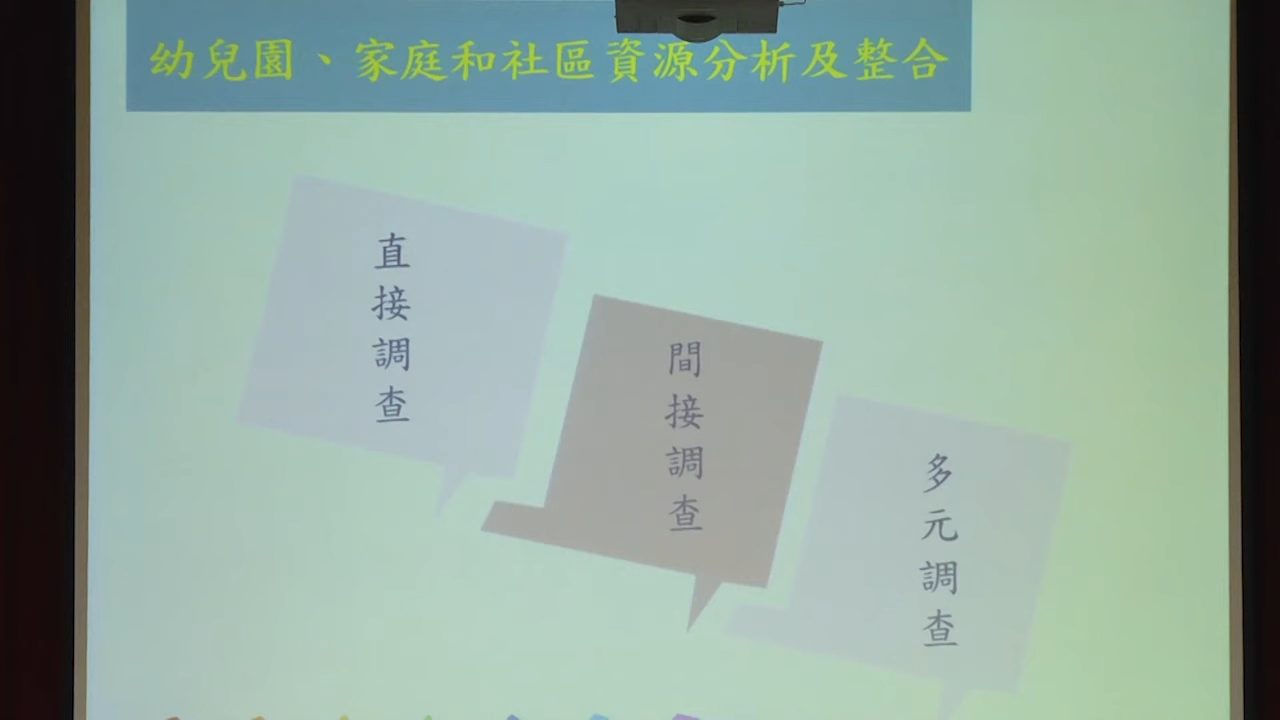 幼兒園、家庭和社區資源分析及整合
直接調查
間接調查
多元調查